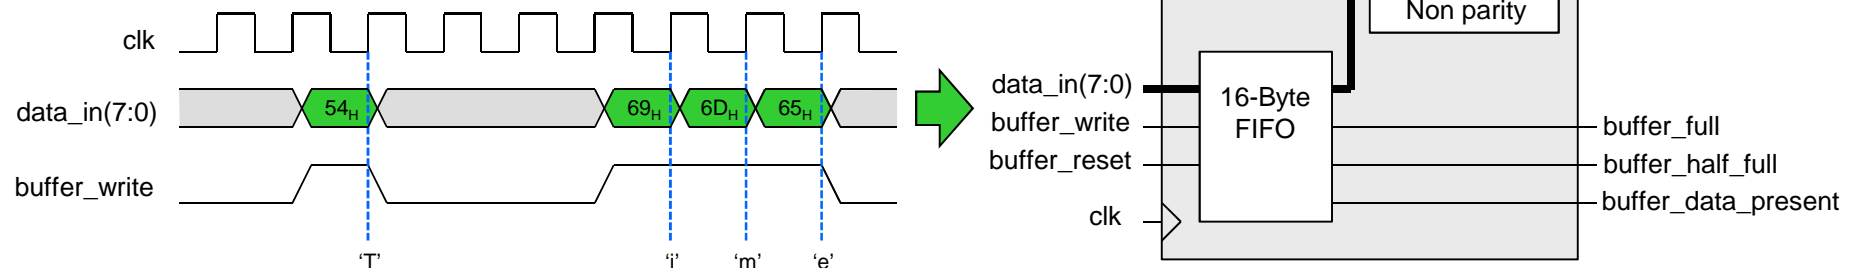 clk
data_in(7:0)
54H
69H
6DH
65H
buffer_write
‘T’
‘i’
‘m’
‘e’
Non parity
data_in(7:0)
buffer_write
buffer_reset
clk
16-Byte
FIFO
buffer_full
buffer_half_full
buffer_data_present